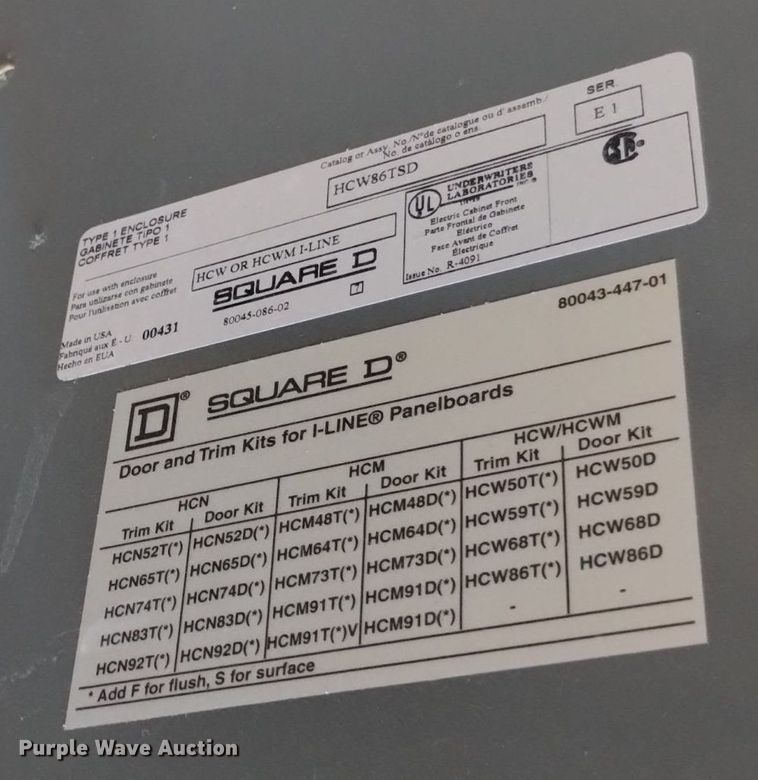 SER.
E 1
Catalog or Assy. No./N°de catalogue ou d' assemb./
No. de catálogo o ens.
HCW86TSD
TYPE 1 ENCLOSURE
GABINETE TIPO 1
COFFRET TYPE 1
UL
UNDERWRITERS
LABORATORIES
Electric Cabinet Front
Parte Frontal de Gabinete
Eléctrico
Face Avant de Coffret
Électrique
Issue No. R-4091
For use with enclosure
Para utilizarse con gabinete
Pour l'utilisation avec coffret
HCW OR HCWM I-LINE
SQUARE D
Made in USA
Fabriqué aux É - U.
Hecho en EUA
00431
80045-086-02
7
80043-447-01
D® SQUARE D®
Door and Trim Kits for I-LINE® Panelboards
HCN HCM HCW/HCWM
Trim Kit Door Kit Trim Kit Door Kit Trim Kit Door Kit
HCN52T(*) HCN52D(*) HCM48T(*) HCM48D(*) HCW50T(*) HCW50D
HCN65T(*) HCN65D(*) HCM64T(*) HCM64D(*) HCW59T(*) HCW59D
HCN74T(*) HCN74D(*) HCM73T(*) HCM73D(*) HCW68T(*) HCW68D
HCN83T(*) HCN83D(*) HCM91T(*) HCM91D(*) HCW86T(*) HCW86D
HCN92T(*) HCN92D(*) HCM91T(*)V HCM91D(*) - -
* Add F for flush, S for surface
Purple Wave Auction